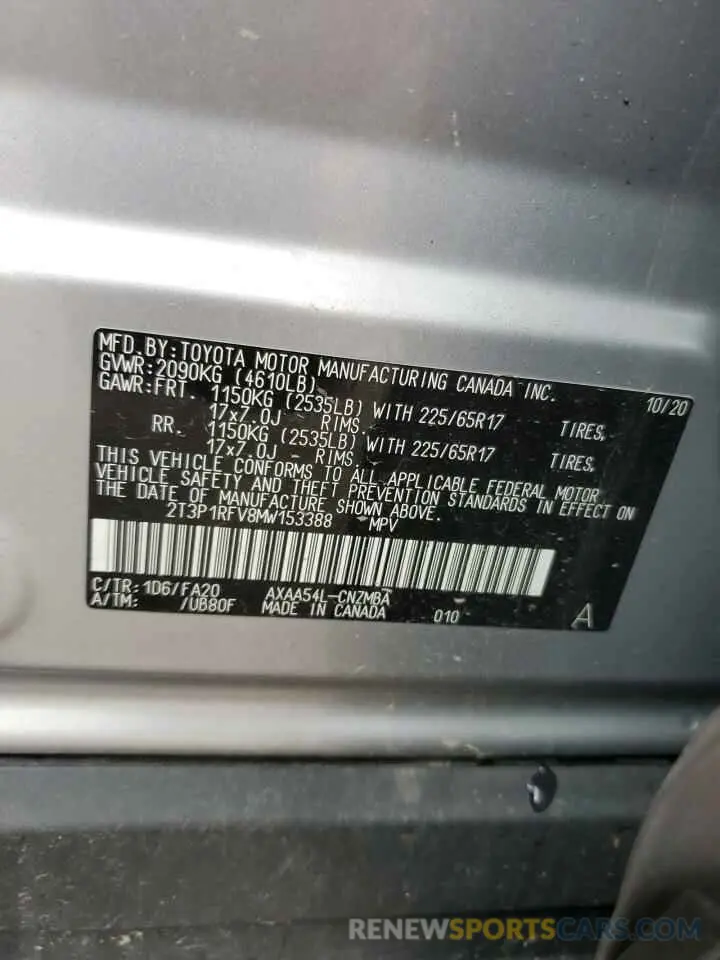 MFD. BY: TOYOTA MOTOR MANUFACTURING CANADA INC. 10/20
GVWR: 2090KG (4610LB)
GAWR: FRT. 1150KG (2535LB) WITH 225/65R17 TIRES,
17x7.0J - RIMS.
RR. 1150KG (2535LB) WITH 225/65R17 TIRES,
17x7.0J - RIMS.
THIS VEHICLE CONFORMS TO ALL APPLICABLE FEDERAL MOTOR
VEHICLE SAFETY AND THEFT PREVENTION STANDARDS IN EFFECT ON
THE DATE OF MANUFACTURE SHOWN ABOVE.
2T3P1RFV8MW153388 MPV
C/TR: 1D6/FA20 AXAA54L-CNZMBA
A/TM: /UB80F MADE IN CANADA 010 A
RENEWSPORTSCARS.COM